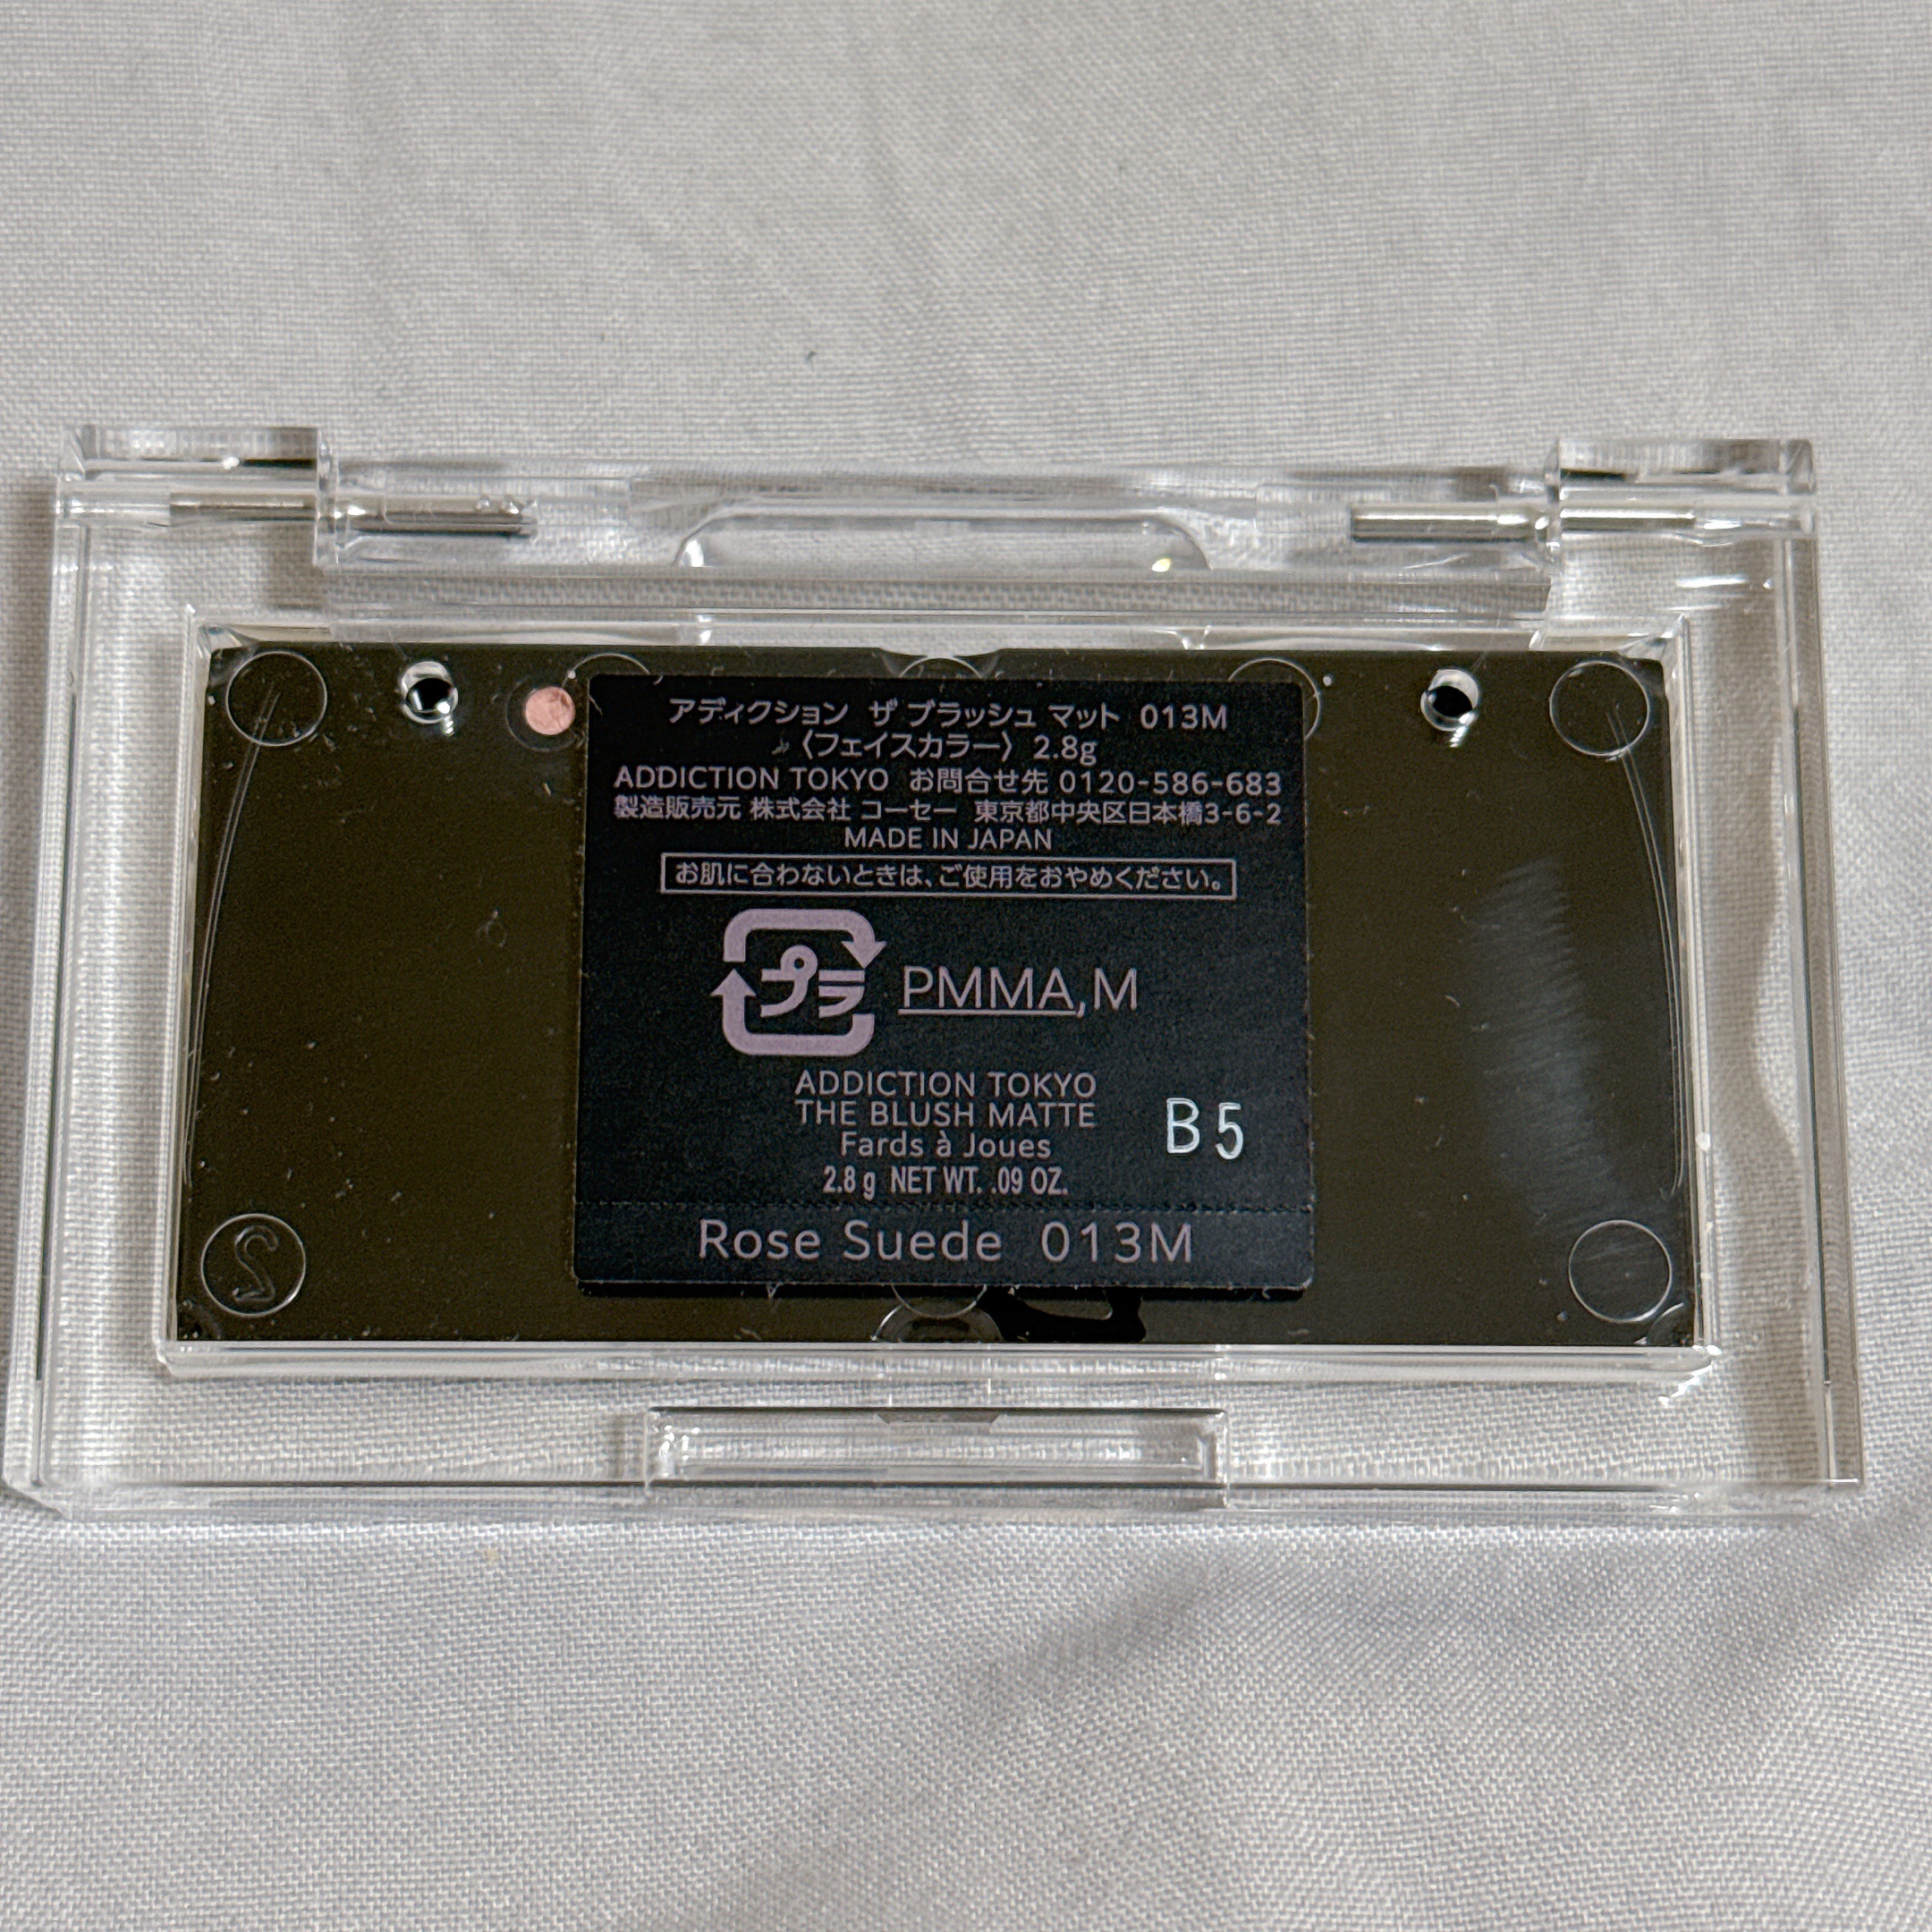 アディクション ザ ブラッシュ マット 013M
〈フェイスカラー〉 2.8g
ADDICTION TOKYO お問合せ先 0120-586-683
製造販売元 株式会社 コーセー 東京都中央区日本橋3-6-2
MADE IN JAPAN
お肌に合わないときは、ご使用をおやめください。
プラ PMMA,M
ADDICTION TOKYO
THE BLUSH MATTE
Fards à Joues
B5
2.8 g NET WT. .09 OZ.
Rose Suede 013M
2